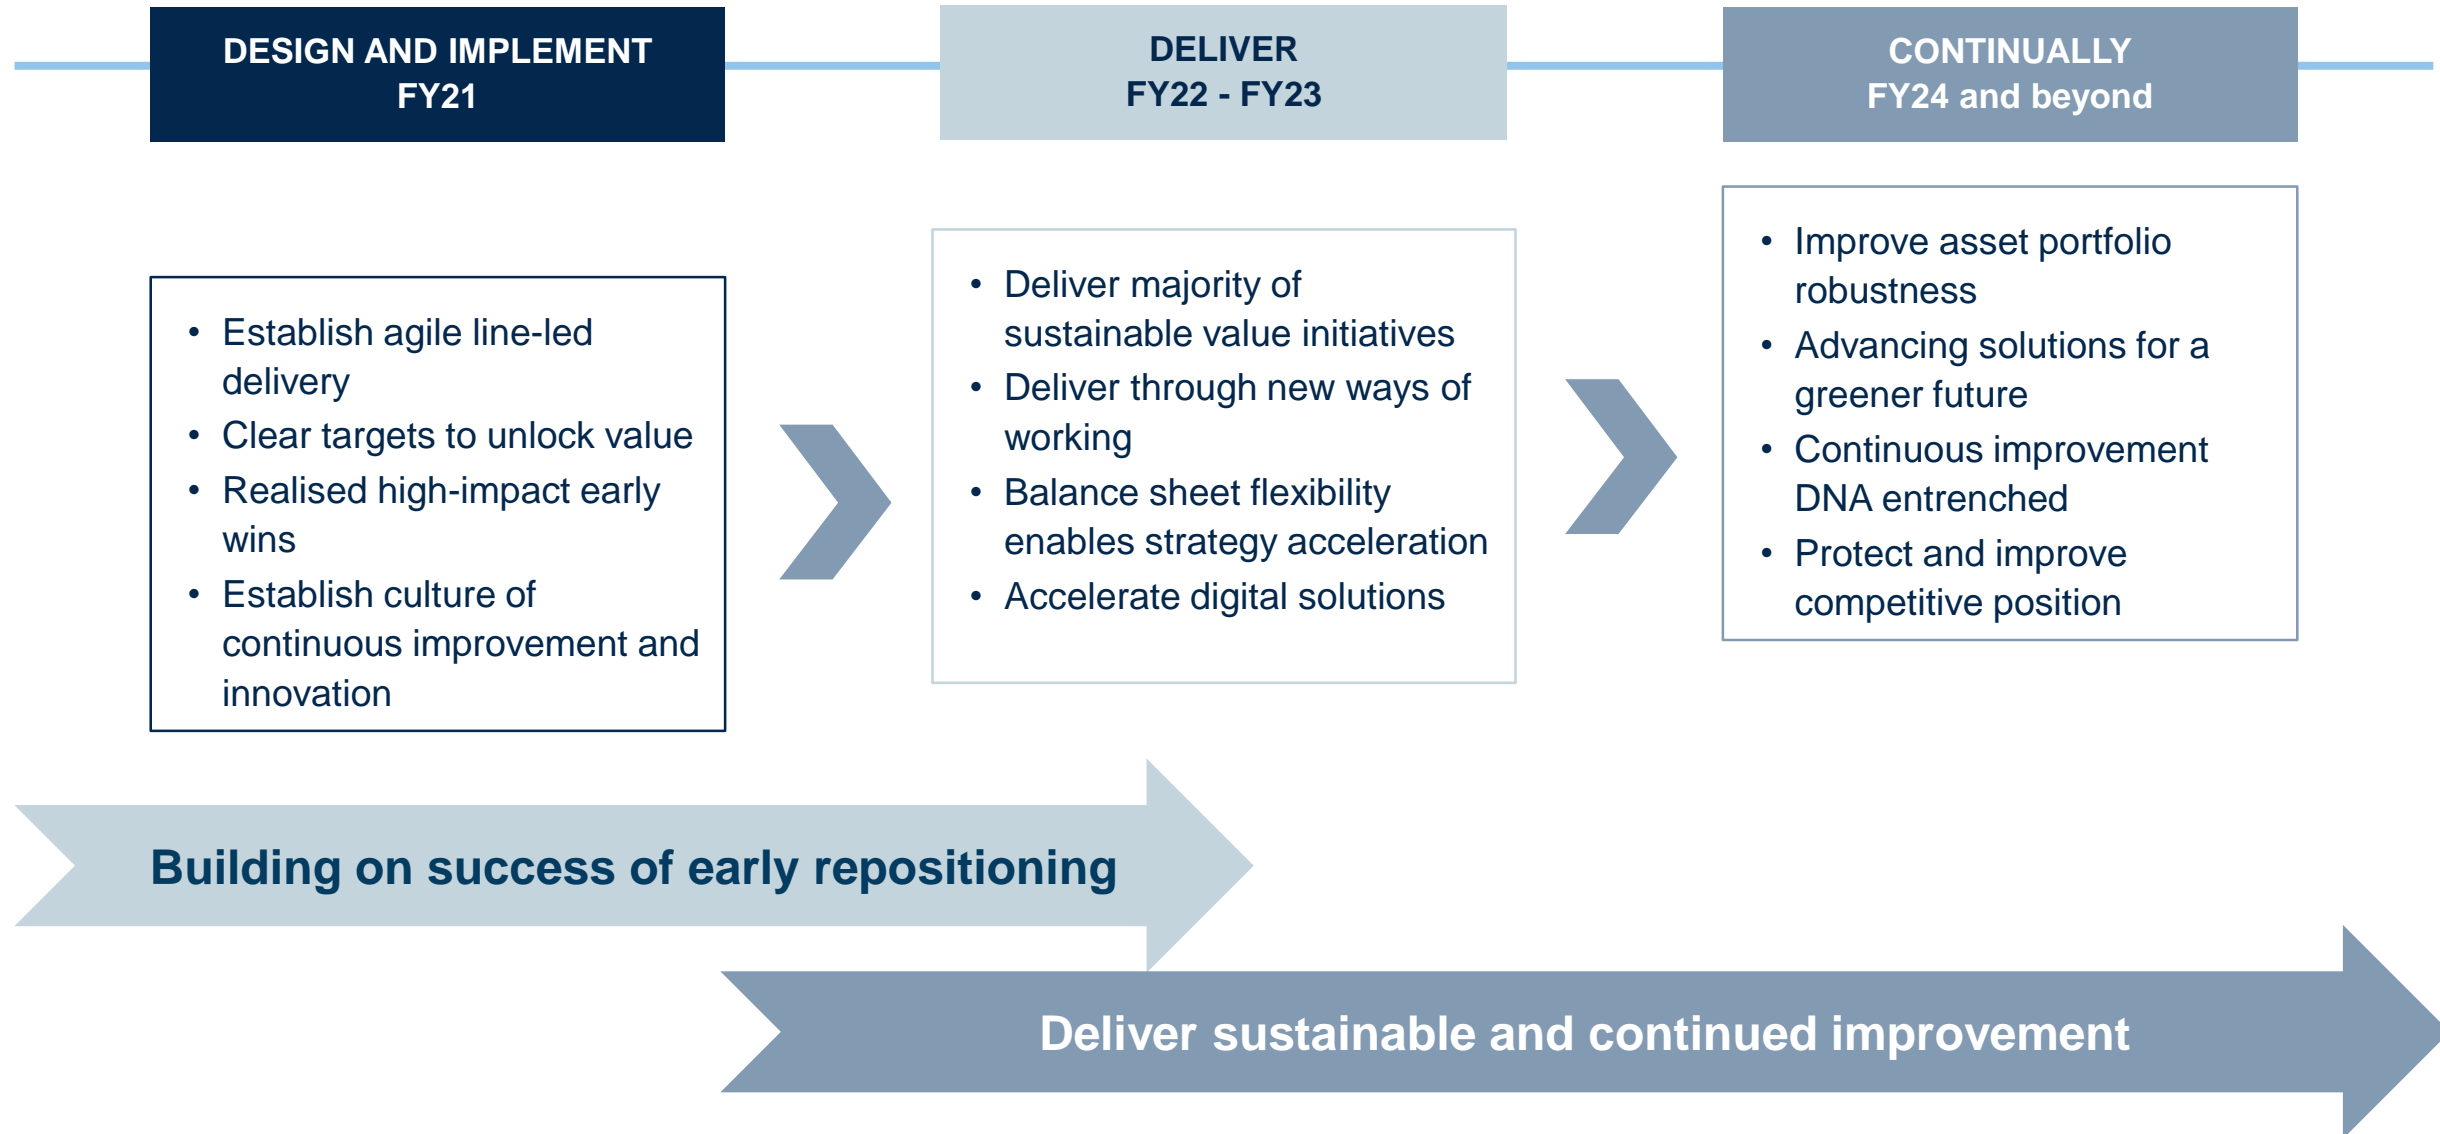 DESIGN AND IMPLEMENT
FY21
DELIVER
FY22 - FY23
CONTINUALLY
FY24 and beyond
• Establish agile line-led
delivery
• Clear targets to unlock value
• Realised high-impact early
wins
• Establish culture of
continuous improvement and
innovation
• Deliver majority of
sustainable value initiatives
• Deliver through new ways of
working
• Balance sheet flexibility
enables strategy acceleration
• Accelerate digital solutions
• Improve asset portfolio
robustness
• Advancing solutions for a
greener future
• Continuous improvement
DNA entrenched
• Protect and improve
competitive position
Building on success of early repositioning
Deliver sustainable and continued improvement